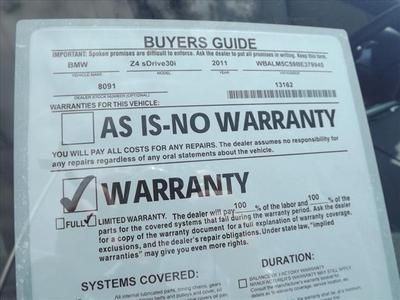 BUYERS GUIDE
IMPORTANT: Spoken promises are difficult to enforce. Ask the dealer to put all promises in writing. Keep this form.
BMW Z4 sDrive30i 2011
VEHICLE MAKE MODEL YEAR
8091 13162
DEALER STOCK NUMBER (OPTIONAL)
WARRANTIES FOR THIS VEHICLE:
AS IS-NO WARRANTY
YOU WILL PAY ALL COSTS FOR ANY REPAIRS. The dealer assumes no responsibility for
any repairs regardless of any oral statements about the vehicle.
WARRANTY
FULL LIMITED WARRANTY. The dealer will pay 100 % of the labor and 100 % of the
parts for the covered systems that fail during the warranty period. Ask the dealer
for a copy of the warranty document for a full explanation of warranty coverage,
exclusions, and the dealer's repair obligations. Under state law, "implied
warranties" may give you even more rights.
SYSTEMS COVERED: DURATION:
BALANCE OF FACTORY WARRANTY